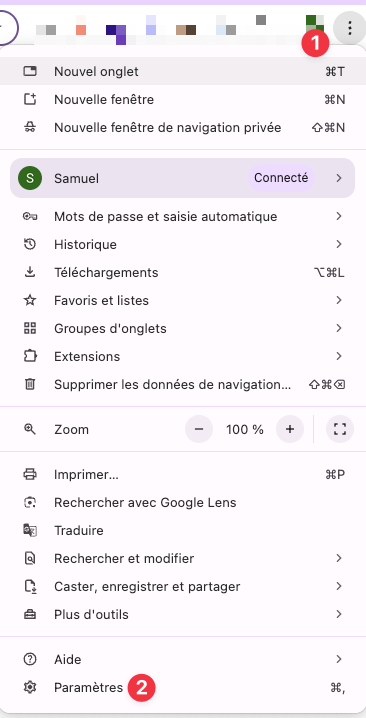 1
Nouvel onglet ⌘T
Nouvelle fenêtre ⌘N
Nouvelle fenêtre de navigation privée ⇧⌘N
S Samuel Connecté
Mots de passe et saisie automatique
Historique
Téléchargements ⌥⌘L
Favoris et listes
Groupes d'onglets
Extensions
Supprimer les données de navigation... ⇧⌘⌫
Zoom − 100 % +
Imprimer... ⌘P
Rechercher avec Google Lens
Traduire
Rechercher et modifier
Caster, enregistrer et partager
Plus d'outils
Aide
Paramètres 2 ⌘,